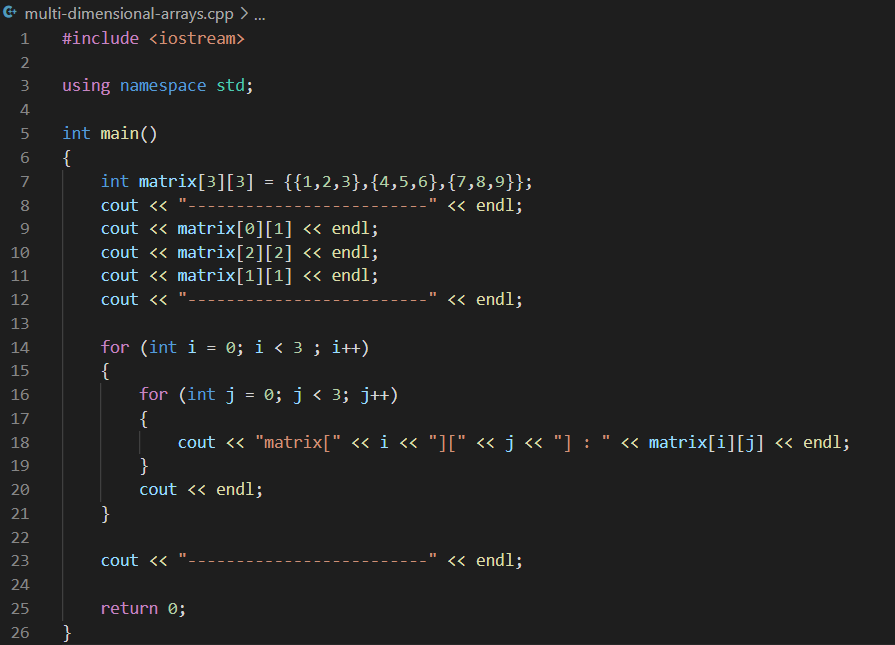 multi-dimensional-arrays.cpp > ...
1 #include <iostream>
2
3 using namespace std;
4
5 int main()
6 {
7     int matrix[3][3] = {{1,2,3},{4,5,6},{7,8,9}};
8     cout << "-------------------------" << endl;
9     cout << matrix[0][1] << endl;
10     cout << matrix[2][2] << endl;
11     cout << matrix[1][1] << endl;
12     cout << "-------------------------" << endl;
13
14     for (int i = 0; i < 3 ; i++)
15     {
16         for (int j = 0; j < 3; j++)
17         {
18             cout << "matrix[" << i << "][" << j << "] : " << matrix[i][j] << endl;
19         }
20         cout << endl;
21     }
22
23     cout << "-------------------------" << endl;
24
25     return 0;
26 }